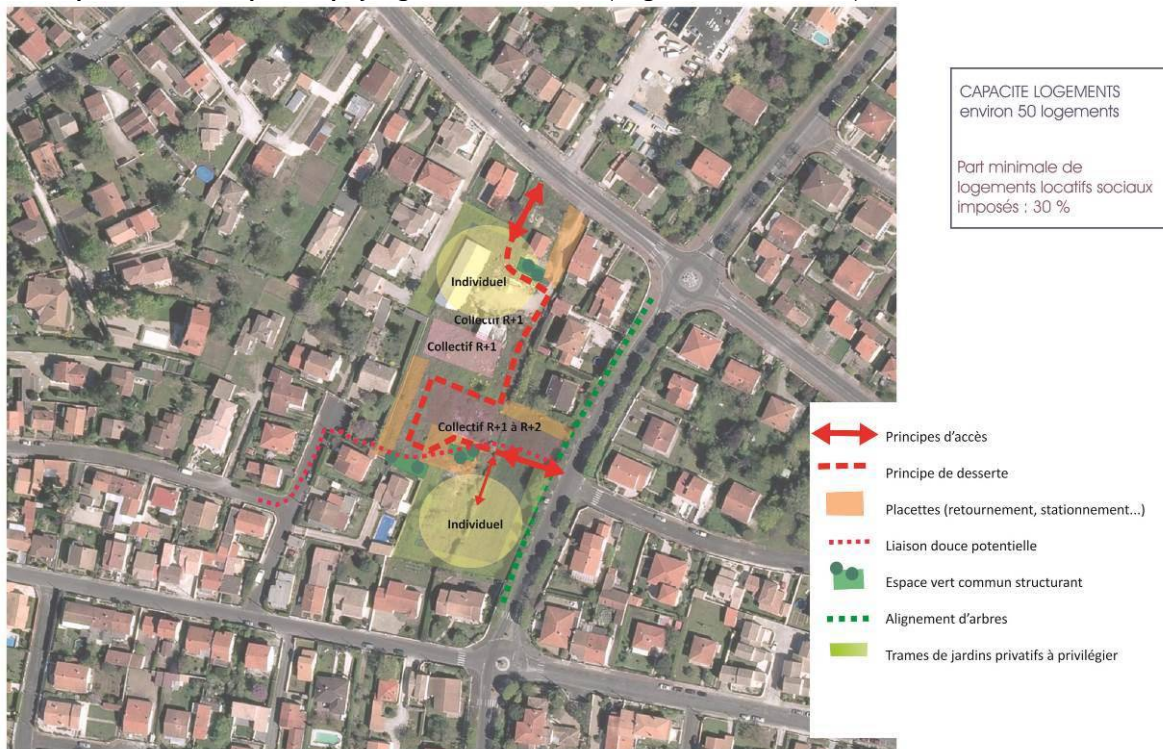 CAPACITE LOGEMENTS
environ 50 logements
Part minimale de
logements locatifs sociaux
imposés : 30 %
Individuel
Collectif R+1
Collectif R+1
Collectif R+1 à R+2
Individuel
Principes d'accès
Principe de desserte
Placettes (retournement, stationnement...)
Liaison douce potentielle
Espace vert commun structurant
Alignement d'arbres
Trames de jardins privatifs à privilégier